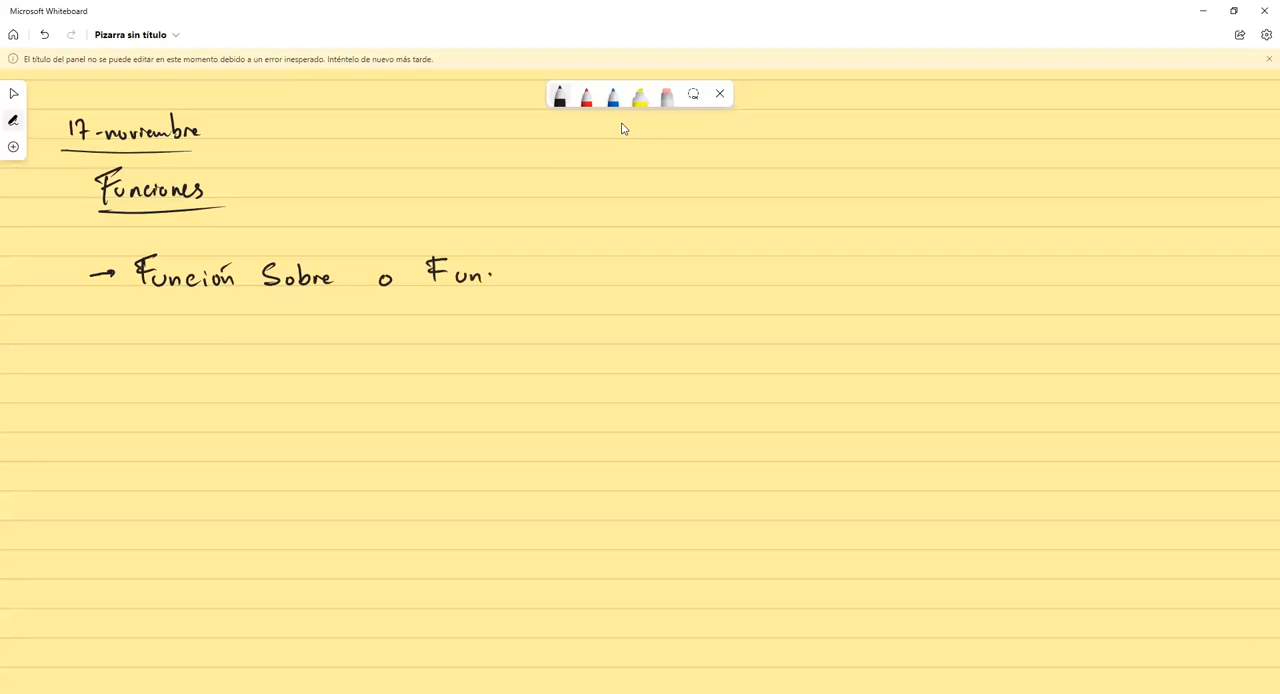 Microsoft Whiteboard
Pizarra sin título
El título del panel no se puede editar en este momento debido a un error inesperado. Inténtelo de nuevo más tarde.
17-noviembre
Funciones
→ Función Sobre o Fun.